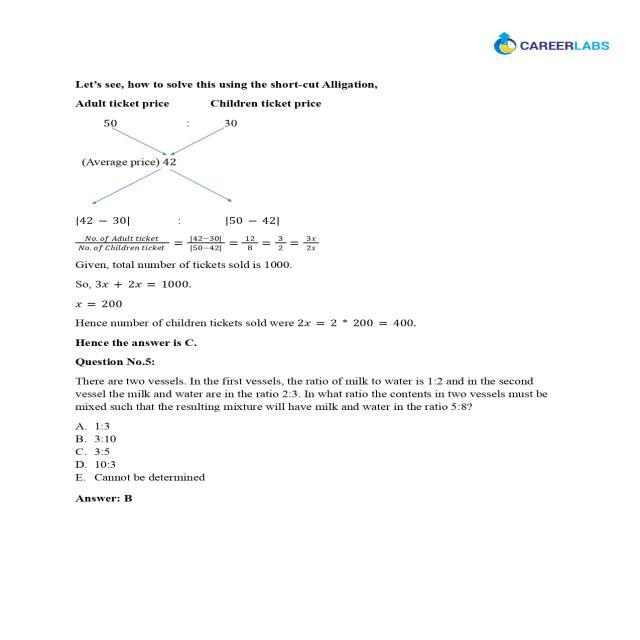 CAREERLABS
Let's see, how to solve this using the short-cut Alligation,
Adult ticket price Children ticket price
50 : 30
(Average price) 42
|42 − 30| : |50 − 42|
No. of Adult ticket / No. of Children ticket = |42−30| / |50−42| = 12/8 = 3/2 = 3x/2x
Given, total number of tickets sold is 1000.
So, 3x + 2x = 1000.
x = 200
Hence number of children tickets sold were 2x = 2 * 200 = 400.
Hence the answer is C.
Question No.5:
There are two vessels. In the first vessels, the ratio of milk to water is 1:2 and in the second
vessel the milk and water are in the ratio 2:3. In what ratio the contents in two vessels must be
mixed such that the resulting mixture will have milk and water in the ratio 5:8?
A. 1:3
B. 3:10
C. 3:5
D. 10:3
E. Cannot be determined
Answer: B